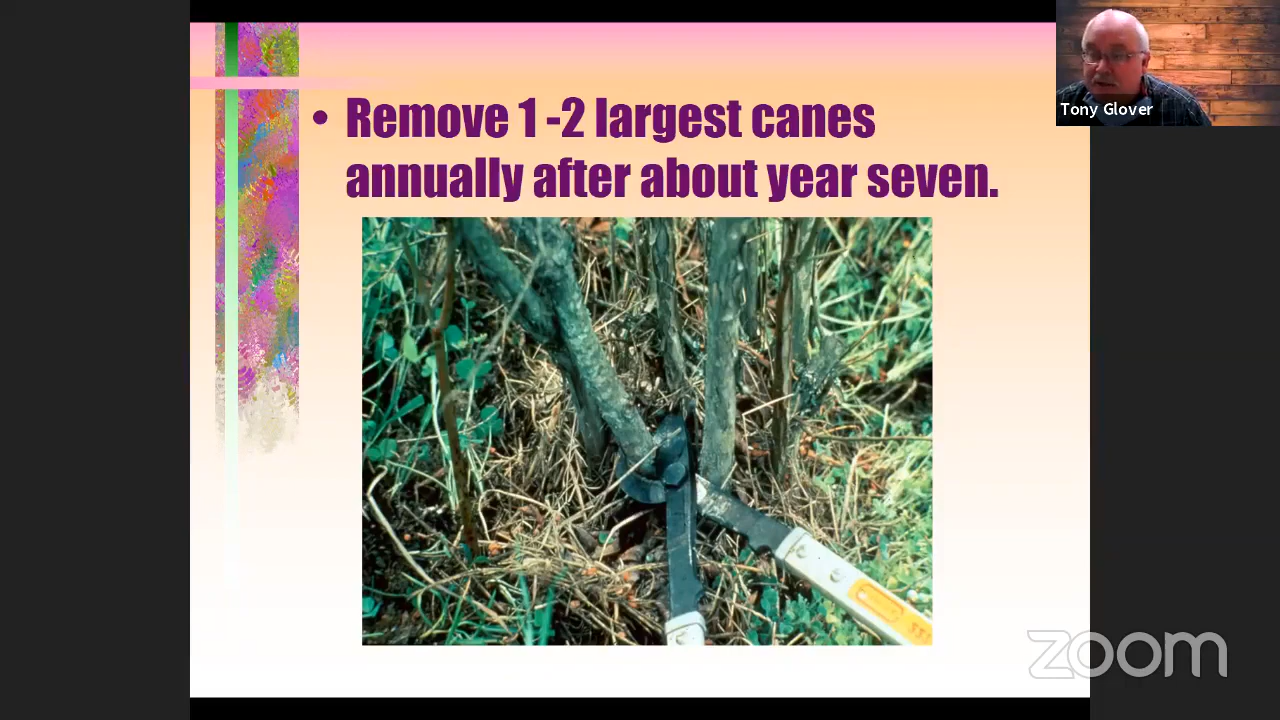 • Remove 1 -2 largest canes
annually after about year seven.
Tony Glover
zoom